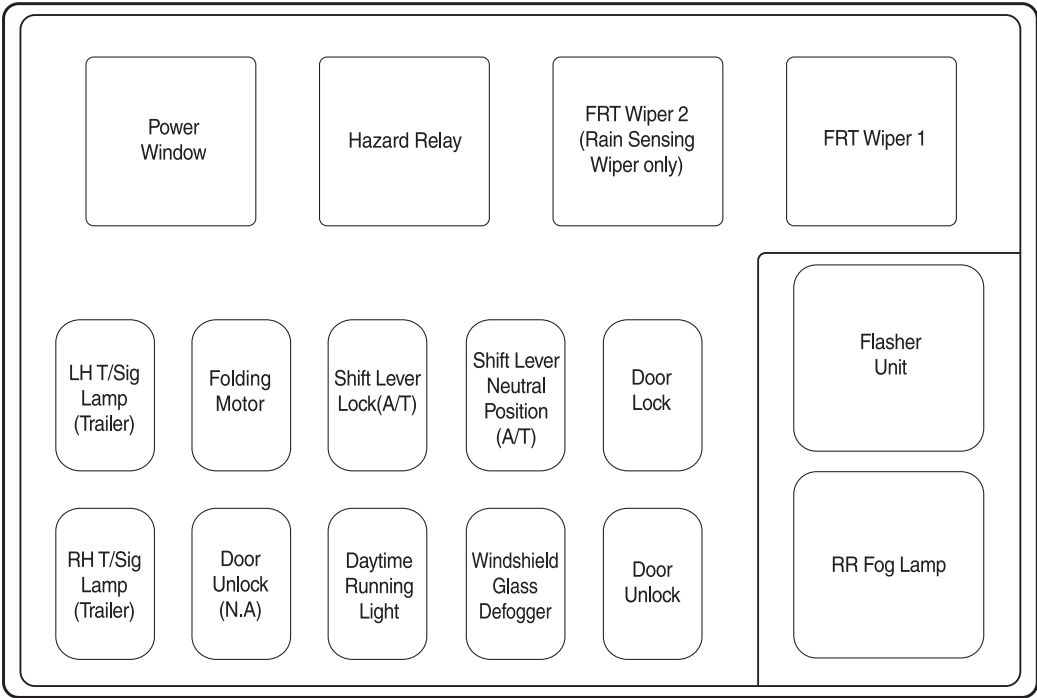 Power
Window
Hazard Relay
FRT Wiper 2
(Rain Sensing
Wiper only)
FRT Wiper 1
LH T/Sig
Lamp
(Trailer)
Folding
Motor
Shift Lever
Lock(A/T)
Shift Lever
Neutral
Position
(A/T)
Door
Lock
Flasher
Unit
RH T/Sig
Lamp
(Trailer)
Door
Unlock
(N.A)
Daytime
Running
Light
Windshield
Glass
Defogger
Door
Unlock
RR Fog Lamp